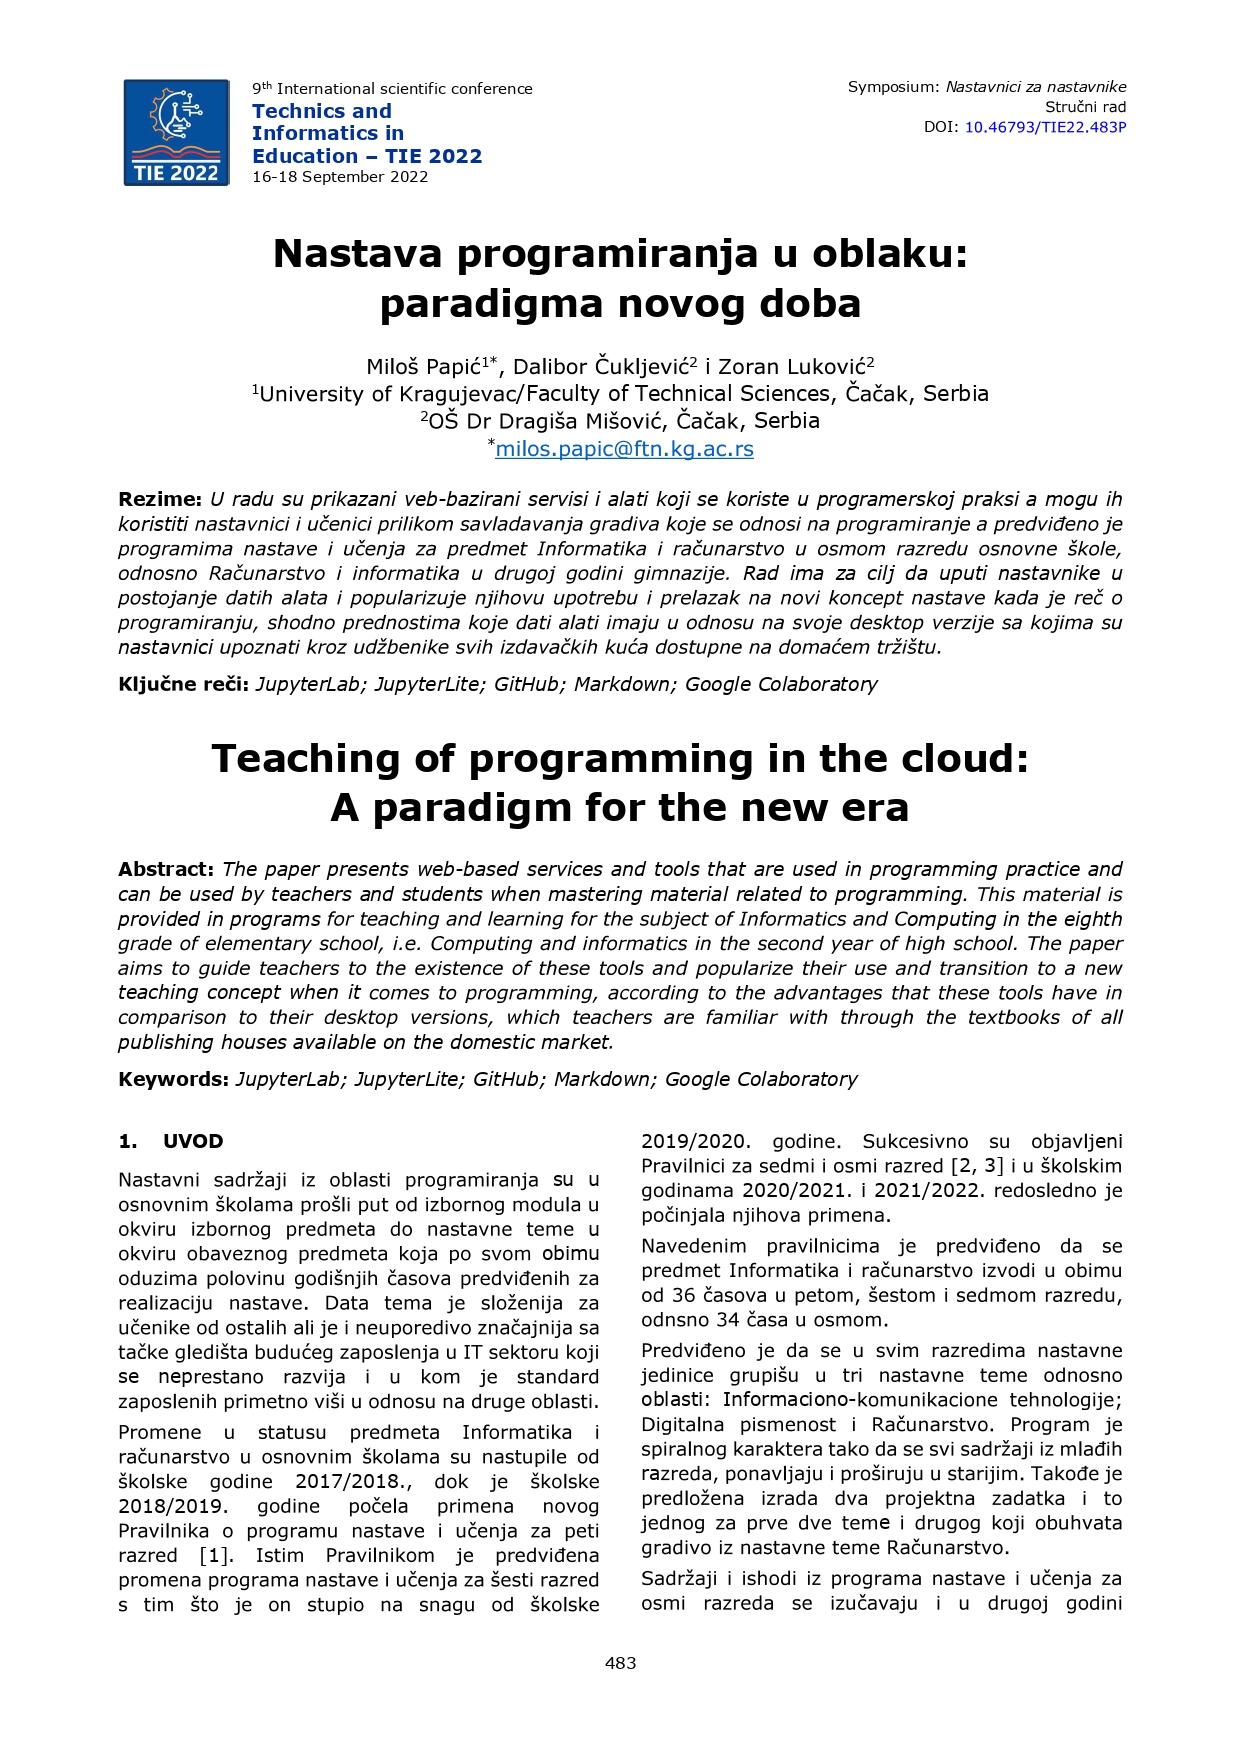 TIE 2022
9th International scientific conference
Technics and
Informatics in
Education – TIE 2022
16-18 September 2022
Symposium: Nastavnici za nastavnike
Stručni rad
DOI: 10.46793/TIE22.483P
Nastava programiranja u oblaku:
paradigma novog doba
Miloš Papić1*, Dalibor Čukljević2 i Zoran Luković2
1University of Kragujevac/Faculty of Technical Sciences, Čačak, Serbia
2OŠ Dr Dragiša Mišović, Čačak, Serbia
*milos.papic@ftn.kg.ac.rs
Rezime: U radu su prikazani veb-bazirani servisi i alati koji se koriste u programerskoj praksi a mogu ih
koristiti nastavnici i učenici prilikom savladavanja gradiva koje se odnosi na programiranje a predviđeno je
programima nastave i učenja za predmet Informatika i računarstvo u osmom razredu osnovne škole,
odnosno Računarstvo i informatika u drugoj godini gimnazije. Rad ima za cilj da uputi nastavnike u
postojanje datih alata i popularizuje njihovu upotrebu i prelazak na novi koncept nastave kada je reč o
programiranju, shodno prednostima koje dati alati imaju u odnosu na svoje desktop verzije sa kojima su
nastavnici upoznati kroz udžbenike svih izdavačkih kuća dostupne na domaćem tržištu.
Ključne reči: JupyterLab; JupyterLite; GitHub; Markdown; Google Colaboratory
Teaching of programming in the cloud:
A paradigm for the new era
Abstract: The paper presents web-based services and tools that are used in programming practice and
can be used by teachers and students when mastering material related to programming. This material is
provided in programs for teaching and learning for the subject of Informatics and Computing in the eighth
grade of elementary school, i.e. Computing and informatics in the second year of high school. The paper
aims to guide teachers to the existence of these tools and popularize their use and transition to a new
teaching concept when it comes to programming, according to the advantages that these tools have in
comparison to their desktop versions, which teachers are familiar with through the textbooks of all
publishing houses available on the domestic market.
Keywords: JupyterLab; JupyterLite; GitHub; Markdown; Google Colaboratory
1. UVOD
Nastavni sadržaji iz oblasti programiranja su u
osnovnim školama prošli put od izbornog modula u
okviru izbornog predmeta do nastavne teme u
okviru obaveznog predmeta koja po svom obimu
oduzima polovinu godišnjih časova predviđenih za
realizaciju nastave. Data tema je složenija za
učenike od ostalih ali je i neuporedivo značajnija sa
tačke gledišta budućeg zaposlenja u IT sektoru koji
se neprestano razvija i u kom je standard
zaposlenih primetno viši u odnosu na druge oblasti.
Promene u statusu predmeta Informatika i
računarstvo u osnovnim školama su nastupile od
školske godine 2017/2018., dok je školske
2018/2019. godine počela primena novog
Pravilnika o programu nastave i učenja za peti
razred [1]. Istim Pravilnikom je predviđena
promena programa nastave i učenja za šesti razred
s tim što je on stupio na snagu od školske
2019/2020. godine. Sukcesivno su objavljeni
Pravilnici za sedmi i osmi razred [2, 3] i u školskim
godinama 2020/2021. i 2021/2022. redosledno je
počinjala njihova primena.
Navedenim pravilnicima je predviđeno da se
predmet Informatika i računarstvo izvodi u obimu
od 36 časova u petom, šestom i sedmom razredu,
odnsno 34 časa u osmom.
Predviđeno je da se u svim razredima nastavne
jedinice grupišu u tri nastavne teme odnosno
oblasti: Informaciono-komunikacione tehnologije;
Digitalna pismenost i Računarstvo. Program je
spiralnog karaktera tako da se svi sadržaji iz mlađih
razreda, ponavljaju i proširuju u starijim. Takođe je
predložena izrada dva projektna zadatka i to
jednog za prve dve teme i drugog koji obuhvata
gradivo iz nastavne teme Računarstvo.
Sadržaji i ishodi iz programa nastave i učenja za
osmi razreda se izučavaju i u drugoj godini
483